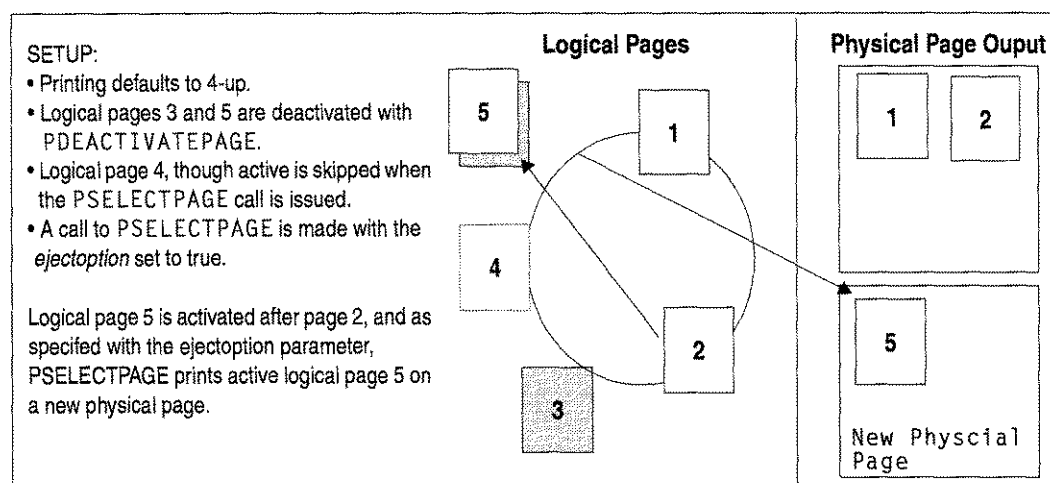 SETUP:
• Printing defaults to 4-up.
• Logical pages 3 and 5 are deactivated with
PDEACTIVATEPAGE.
• Logical page 4, though active is skipped when
the PSELECTPAGE call is issued.
• A call to PSELECTPAGE is made with the
ejectoption set to true.
Logical page 5 is activated after page 2, and as
specifed with the ejectoption parameter,
PSELECTPAGE prints active logical page 5 on
a new physical page.
Logical Pages
5
1
4
2
3
Physical Page Ouput
1 2
5
New Physcial
Page